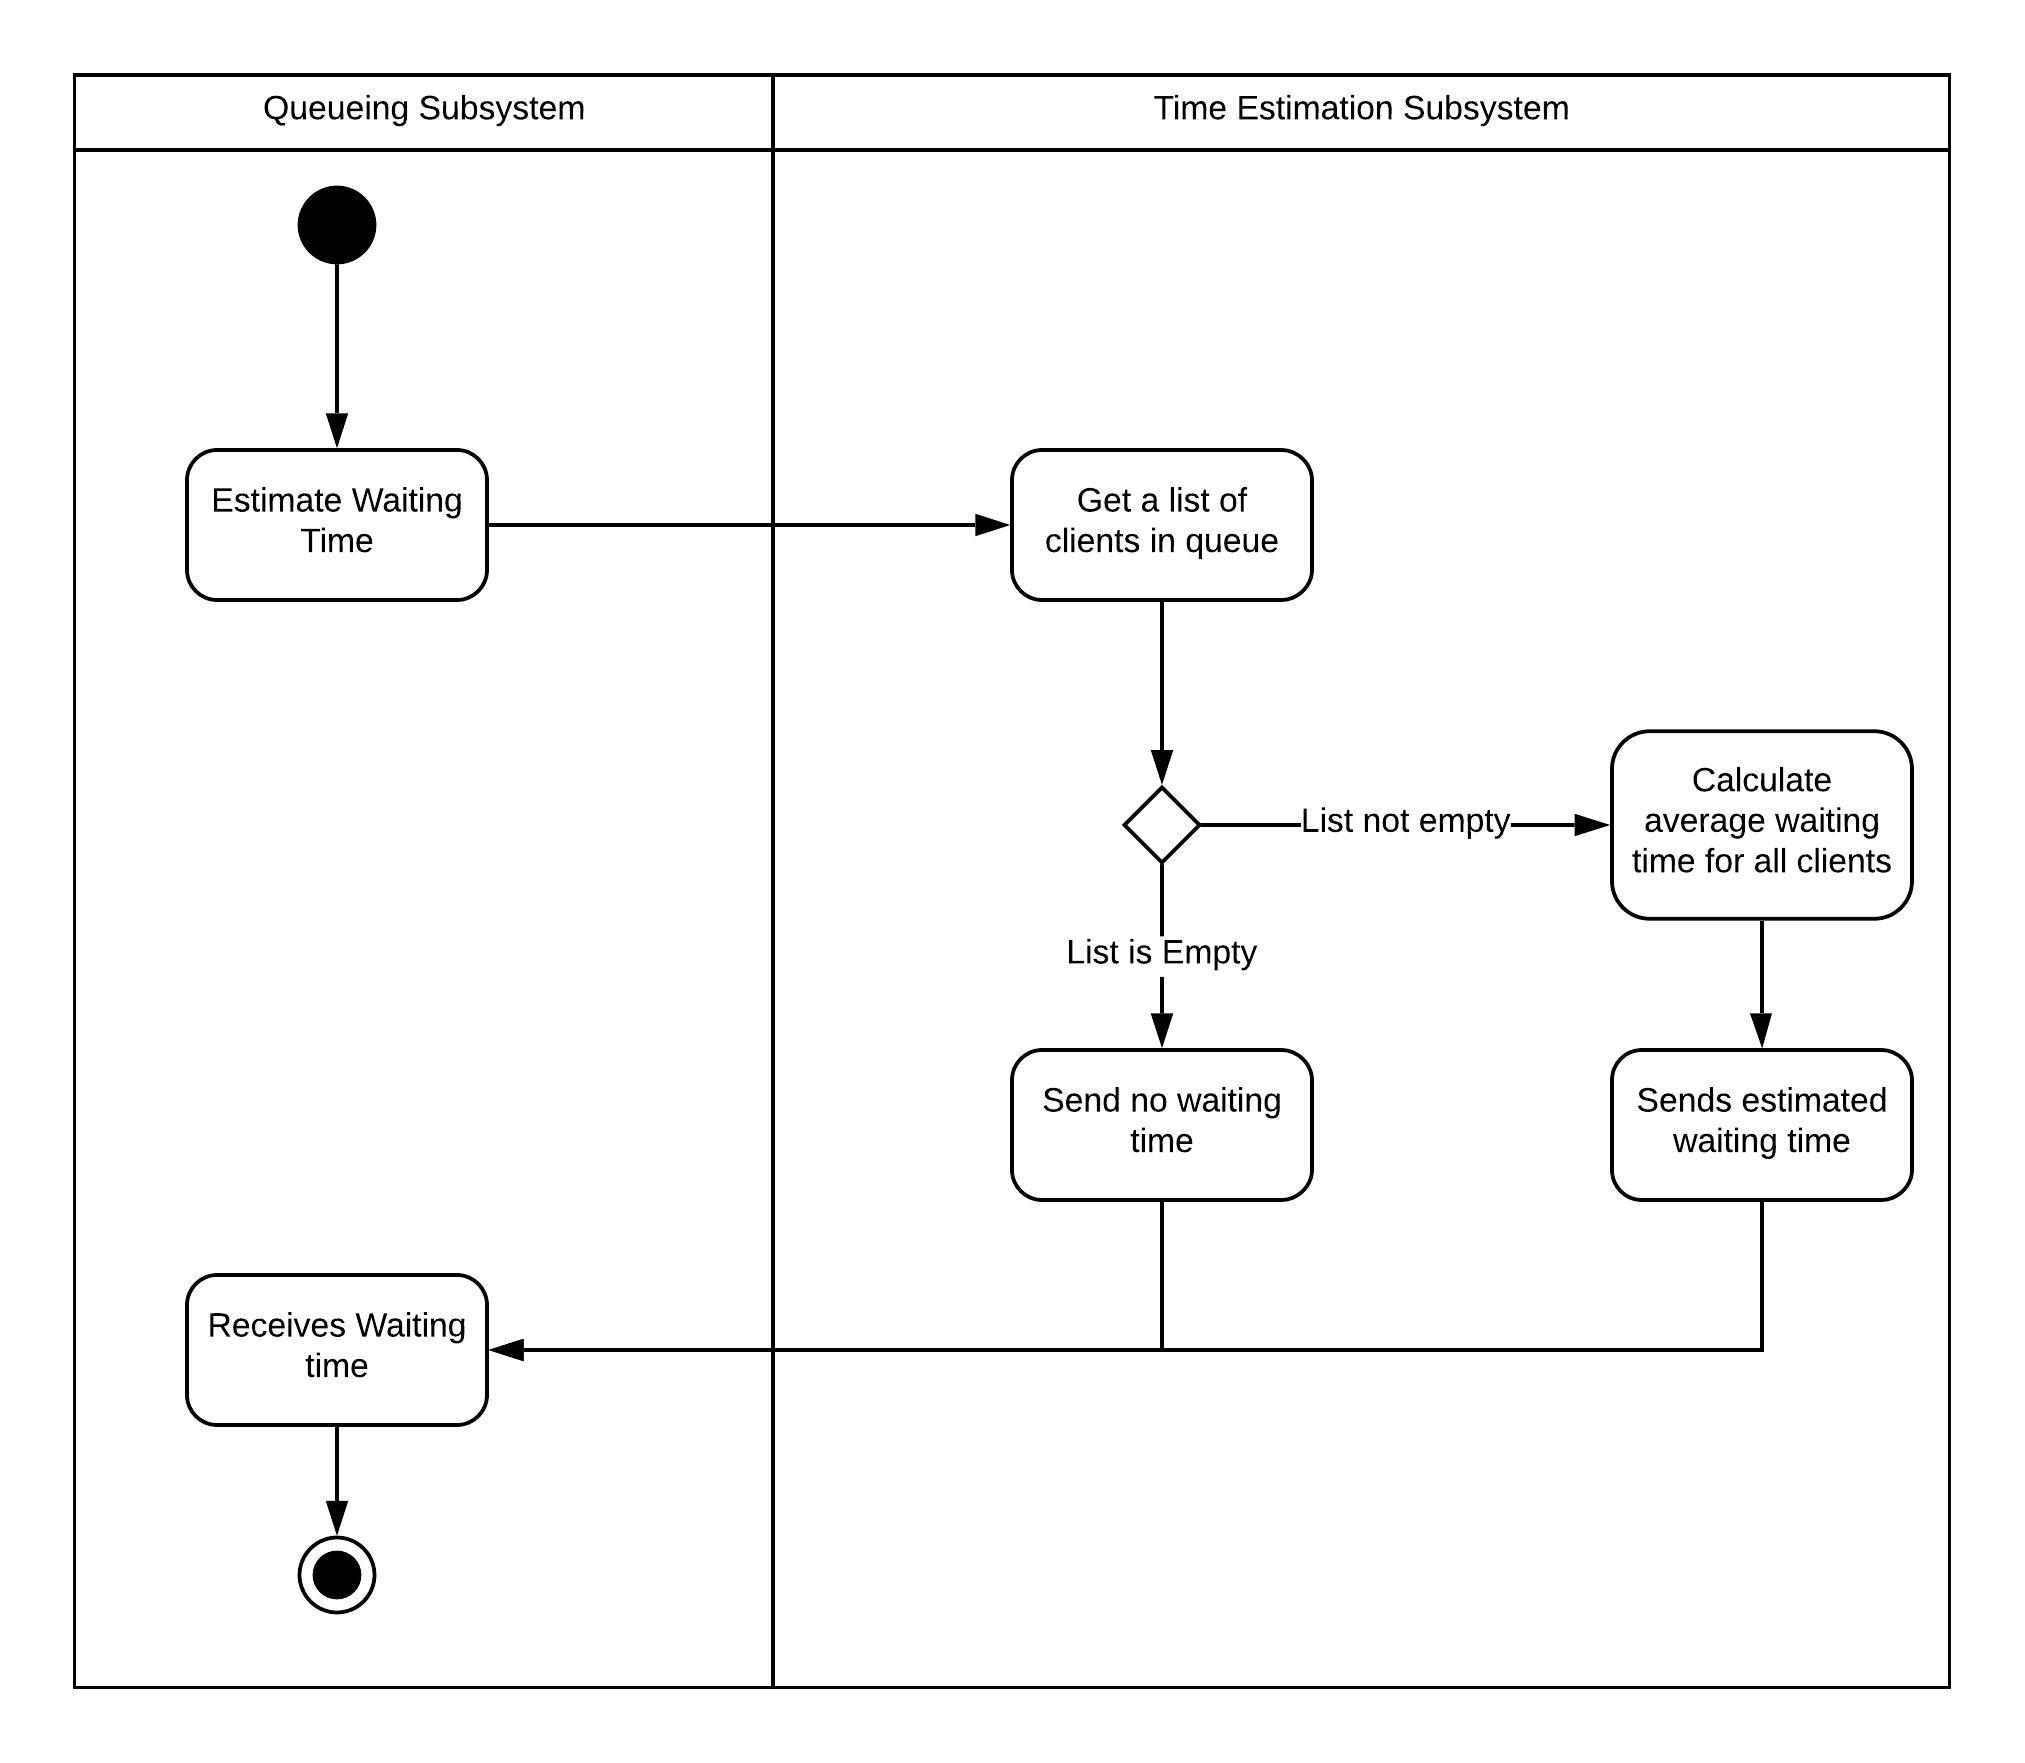 Queueing Subsystem
Time Estimation Subsystem
Estimate Waiting
Time
Get a list of
clients in queue
List not empty
Calculate
average waiting
time for all clients
List is Empty
Send no waiting
time
Sends estimated
waiting time
Receives Waiting
time